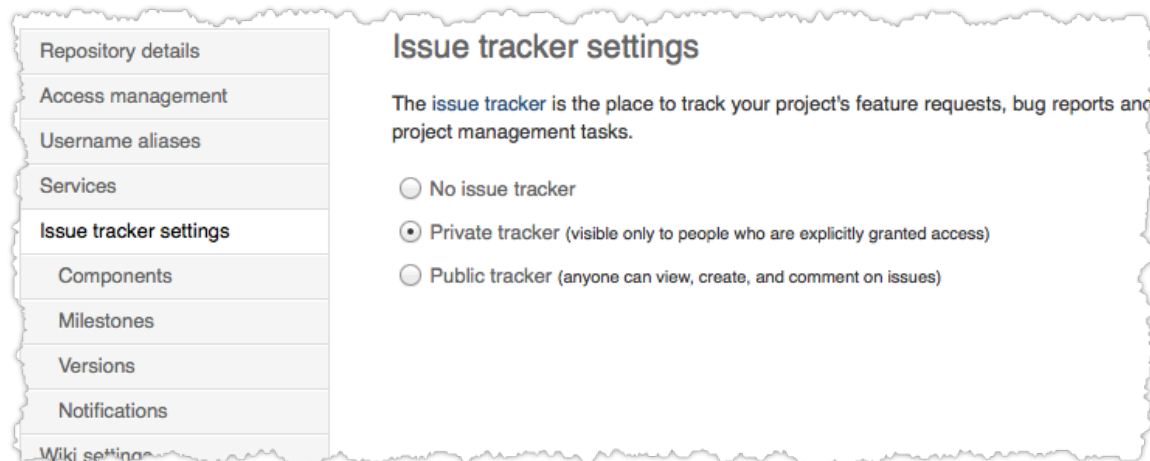 Repository details
Access management
Username aliases
Services
Issue tracker settings
Components
Milestones
Versions
Notifications
Wiki settings
Issue tracker settings
The issue tracker is the place to track your project's feature requests, bug reports and
project management tasks.
No issue tracker
Private tracker (visible only to people who are explicitly granted access)
Public tracker (anyone can view, create, and comment on issues)